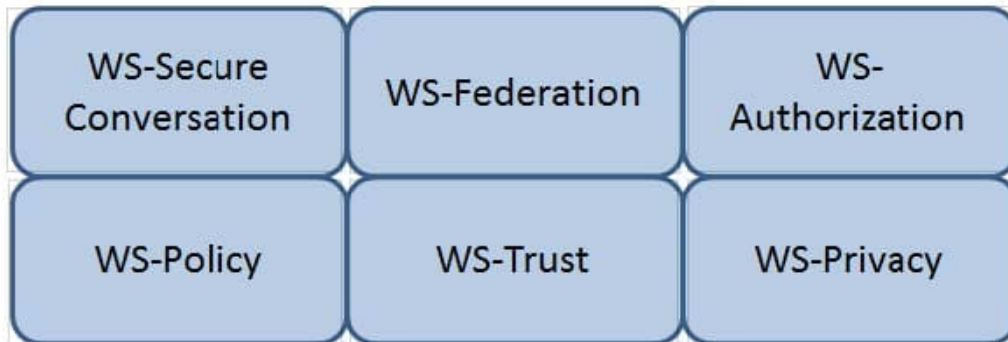 WS-Secure
Conversation
WS-Federation
WS-
Authorization
WS-Policy
WS-Trust
WS-Privacy